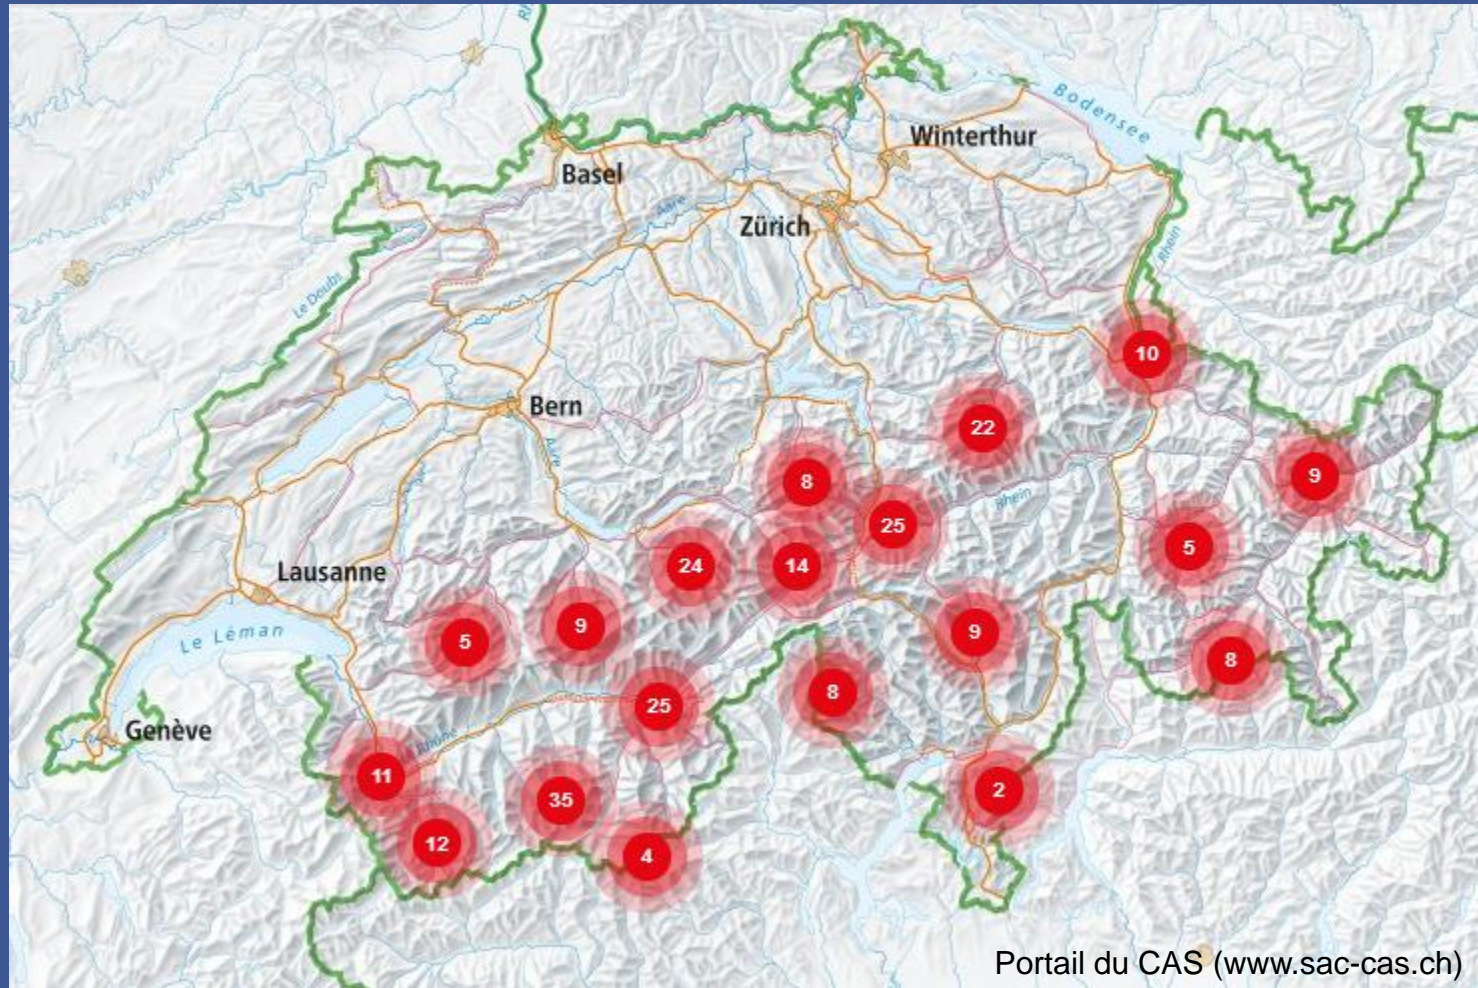 Rh
Bodensee
Winterthur
Basel
Aare
Zürich
Rhein
Le Doubs
10
Bern
22
Aare
8
9
Rhein
25
5
24
14
Lausanne
9
9
5
Le Léman
8
8
25
Genève
Rhône
11
2
35
12
4
Portail du CAS (www.sac-cas.ch)